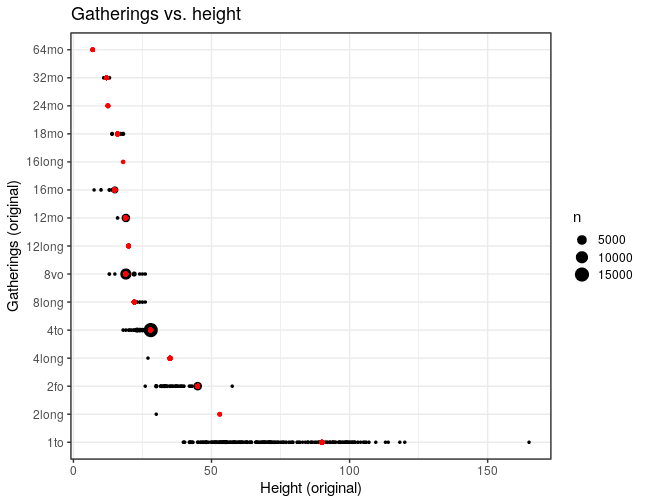 Gatherings vs. height
Gatherings (original)
64mo
32mo
24mo
18mo
16long
16mo
12mo
12long
8vo
8long
4to
4long
2fo
2long
1to
0
50
100
150
Height (original)
n
5000
10000
15000